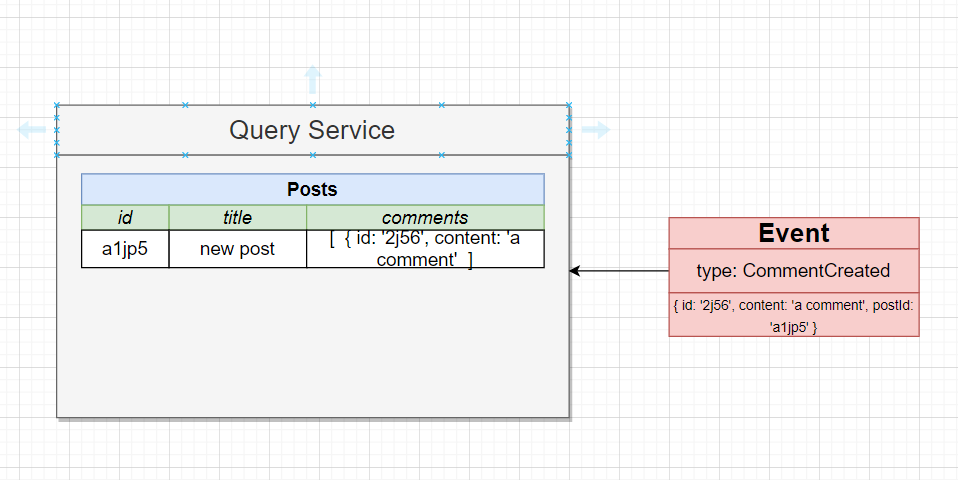 Query Service
Posts
id title comments
a1jp5 new post [ { id: '2j56', content: 'a
comment' ]
Event
type: CommentCreated
{ id: '2j56', content: 'a comment', postId:
'a1jp5' }